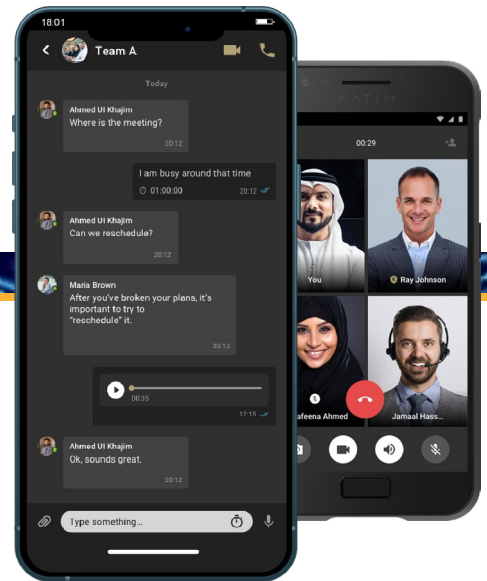 18:01
Team A
Today
Ahmed Ul Khajim
Where is the meeting?
20:12
I am busy around that time
01:00:00
20:12
Ahmed Ul Khajim
Can we reschedule?
20:12
Maria Brown
After you've broken your plans, it's
important to try to
"reschedule" it.
20:12
00:35
12:15
Ahmed Ul Khajim
Ok, sounds great.
20:12
Type something...
KATIM
00:29
You
Ray Johnson
afeena Ahmed
Jamaal Hass...